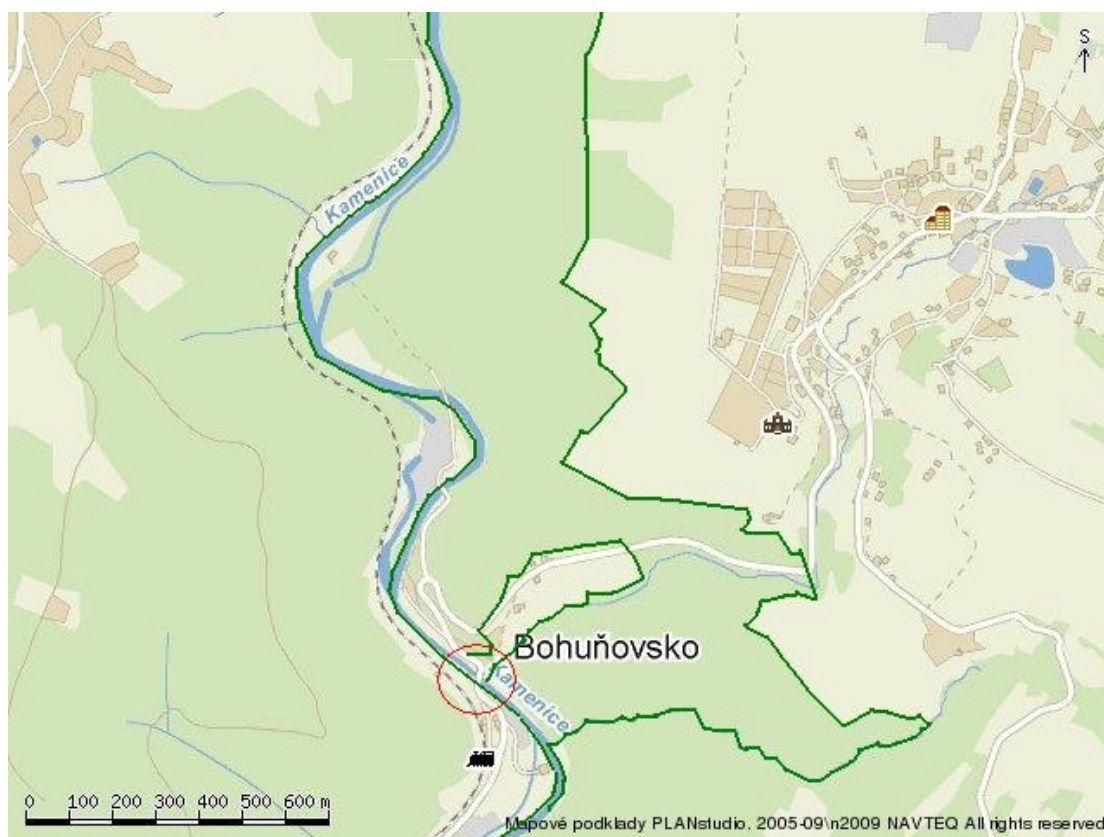 S
Kamenice
Bohuňovsko
Kamenice
0 100 200 300 400 500 600 m
Mapové podklady PLANstudio. 2005-09\n2009 NAVTEQ All rights reserved